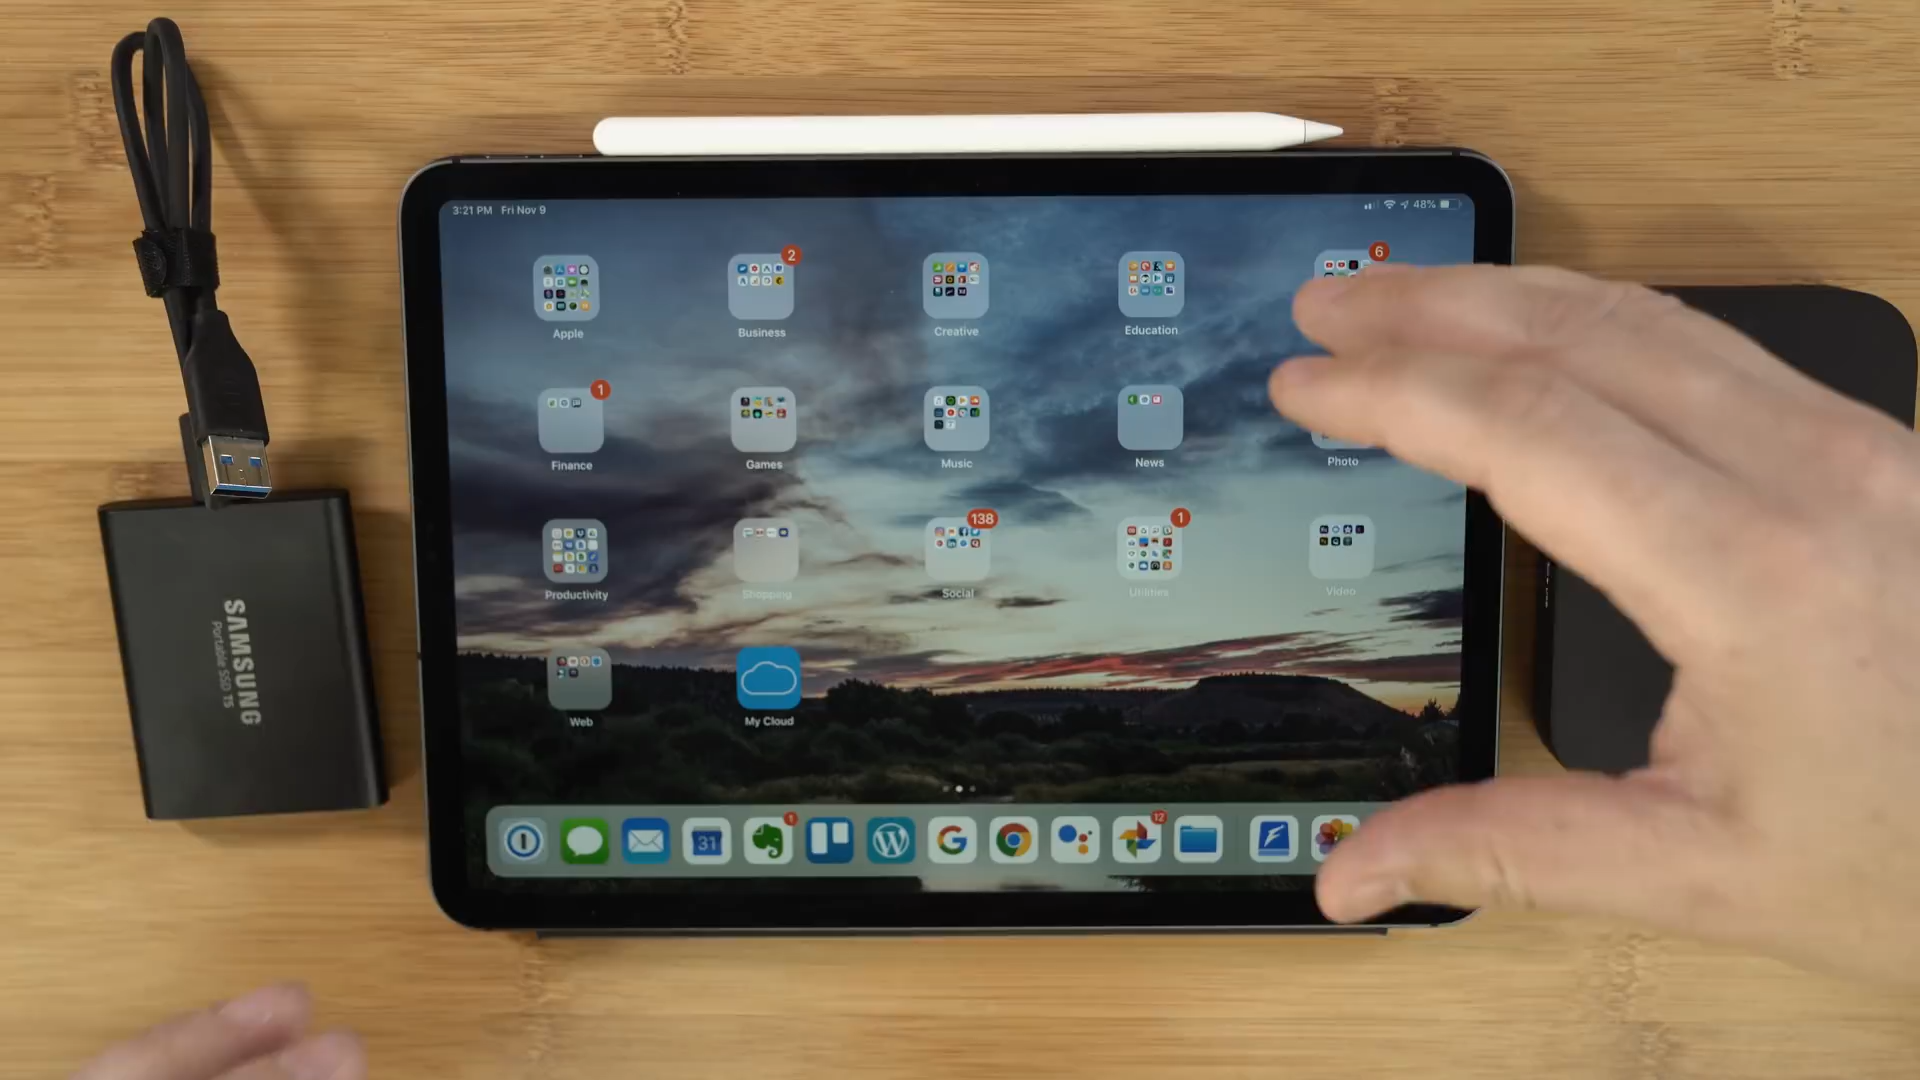 3:21 PM Fri Nov 9
48%
2
6
Apple
Business
Creative
Education
1
Finance
Games
Music
News
Photo
138
1
Productivity
Shopping
Social
Utilities
Video
Web
My Cloud
31
1
12
SAMSUNG
Portable SSD T5